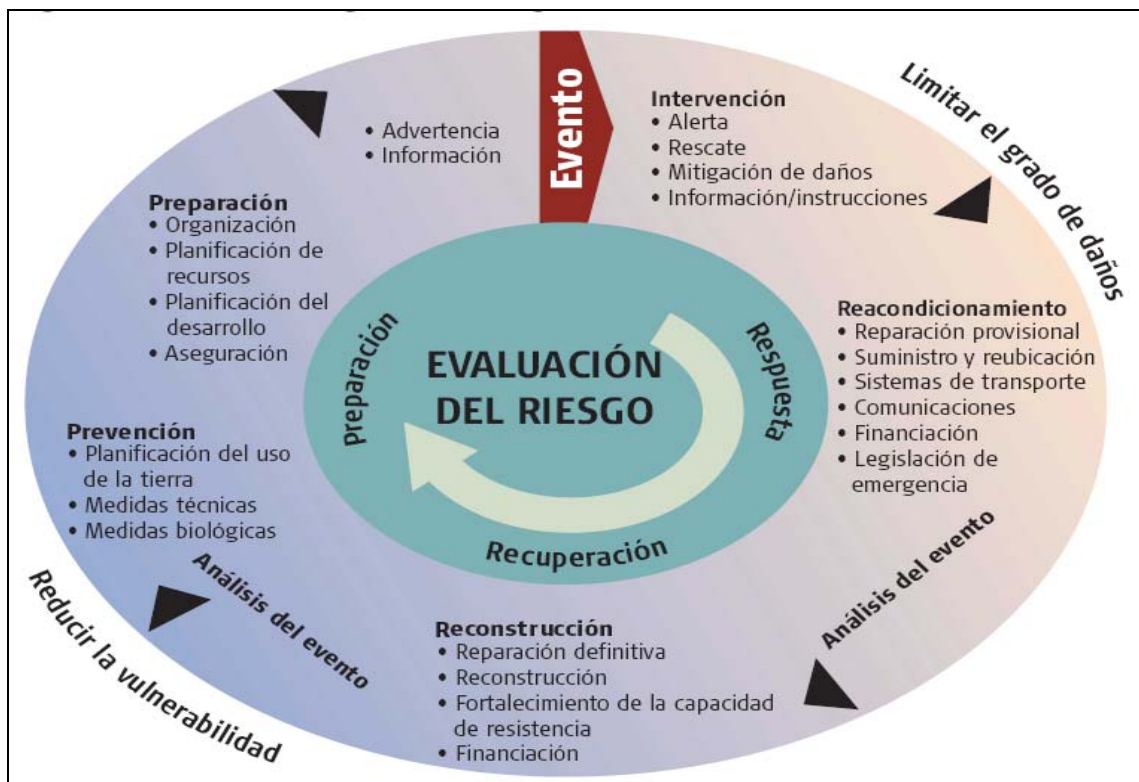 Evento
Intervención
• Alerta
• Rescate
• Mitigación de daños
• Información/instrucciones
Limitar el grado de daños
Reacondicionamiento
• Reparación provisional
• Suministro y reubicación
• Sistemas de transporte
• Comunicaciones
• Financiación
• Legislación de
emergencia
Análisis del evento
Reconstrucción
• Reparación definitiva
• Reconstrucción
• Fortalecimiento de la capacidad
de resistencia
• Financiación
Análisis del evento
Reducir la vulnerabilidad
Prevención
• Planificación del uso
de la tierra
• Medidas técnicas
• Medidas biológicas
Preparación
• Organización
• Planificación de
recursos
• Planificación del
desarrollo
• Aseguración
• Advertencia
• Información
EVALUACIÓN
DEL RIESGO
Respuesta
Recuperación
Preparación